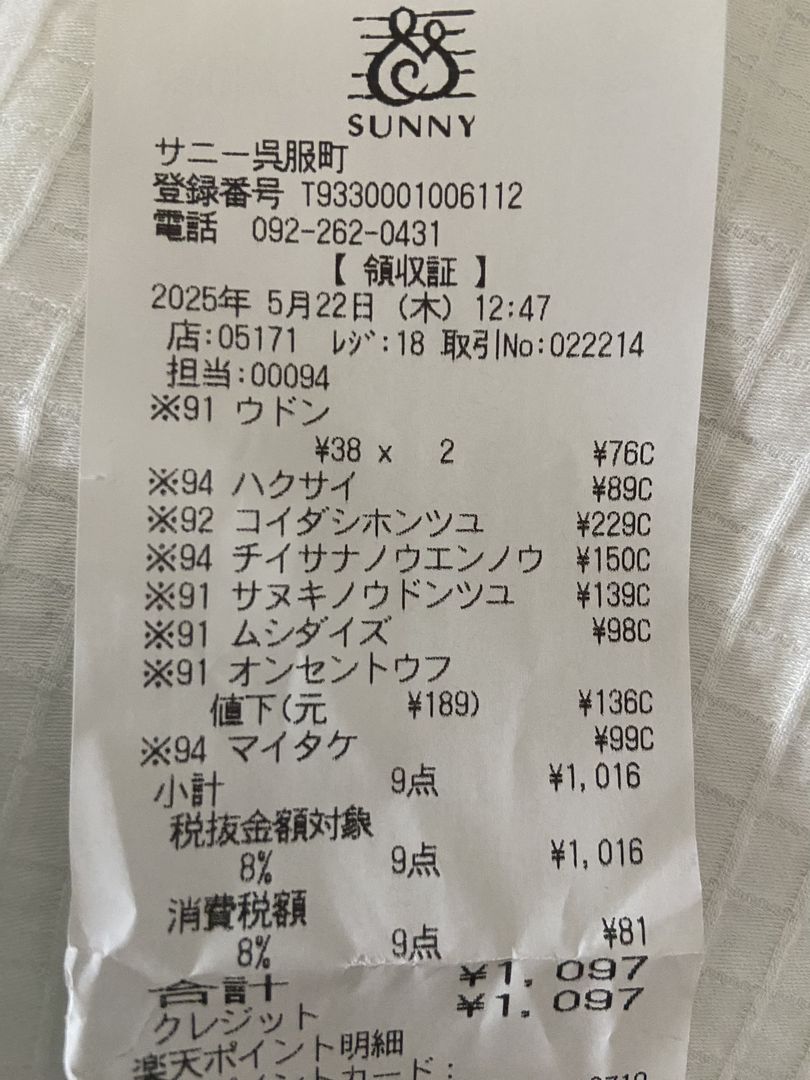 SUNNY
サニー呉服町
登録番号 T9330001006112
電話 092-262-0431
【 領収証 】
2025年 5月22日 (木) 12:47
店:05171 レジ:18 取引No:022214
担当:00094
※91 ウドン
¥38 x 2 ¥76C
※94 ハクサイ ¥89C
※92 コイダシホンツユ ¥229C
※94 チイサナノウエンノウ ¥150C
※91 サヌキノウドンツユ ¥139C
※91 ムシダイズ ¥98C
※91 オンセントウフ
値下(元 ¥189) ¥136C
※94 マイタケ ¥99C
小計 9点 ¥1,016
税抜金額対象
8% 9点 ¥1,016
消費税額
8% 9点 ¥81
合計 ¥1,097
クレジット ¥1,097
楽天ポイント明細